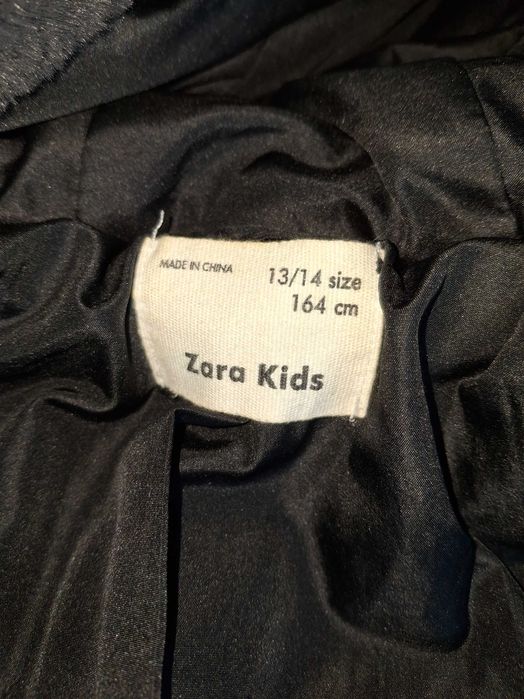 MADE IN CHINA
13/14 size
164 cm
Zara Kids